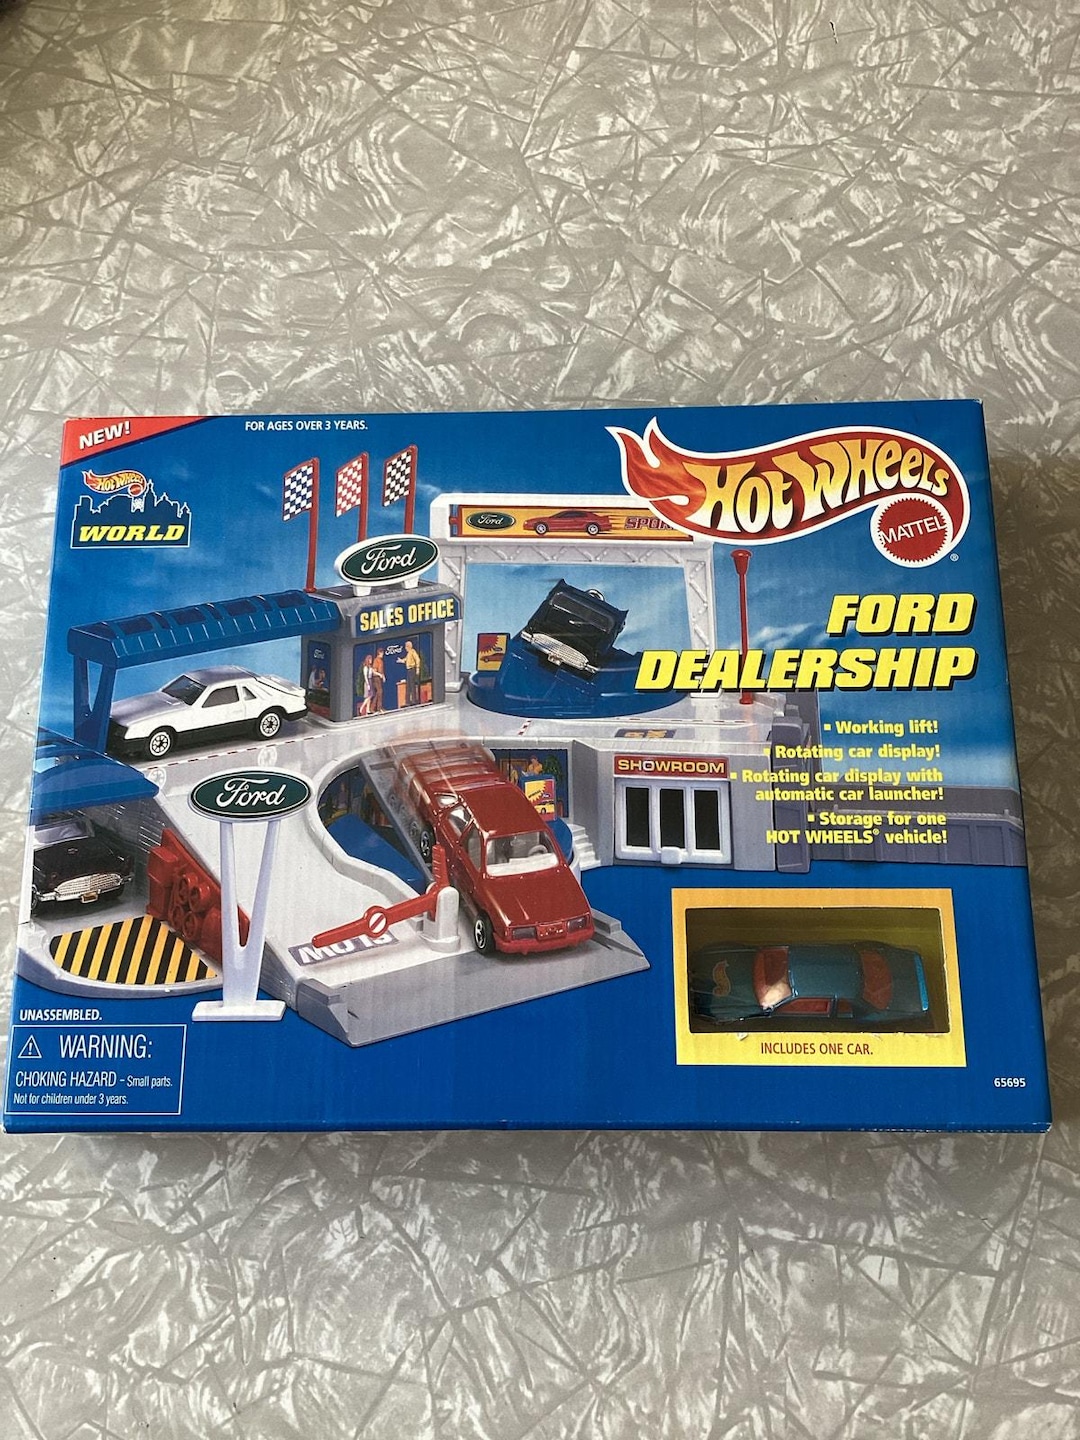 NEW!
FOR AGES OVER 3 YEARS.
HOT WHEELS
WORLD
HOT WHEELS
MATTEL
®
Ford
Ford
SALES OFFICE
FORD
DEALERSHIP
▪ Working lift!
▪ Rotating car display!
▪ Rotating car display with
automatic car launcher!
▪ Storage for one
HOT WHEELS® vehicle!
SHOWROOM
Ford
Ford
UNASSEMBLED.
⚠ WARNING:
CHOKING HAZARD – Small parts.
Not for children under 3 years.
INCLUDES ONE CAR.
65695